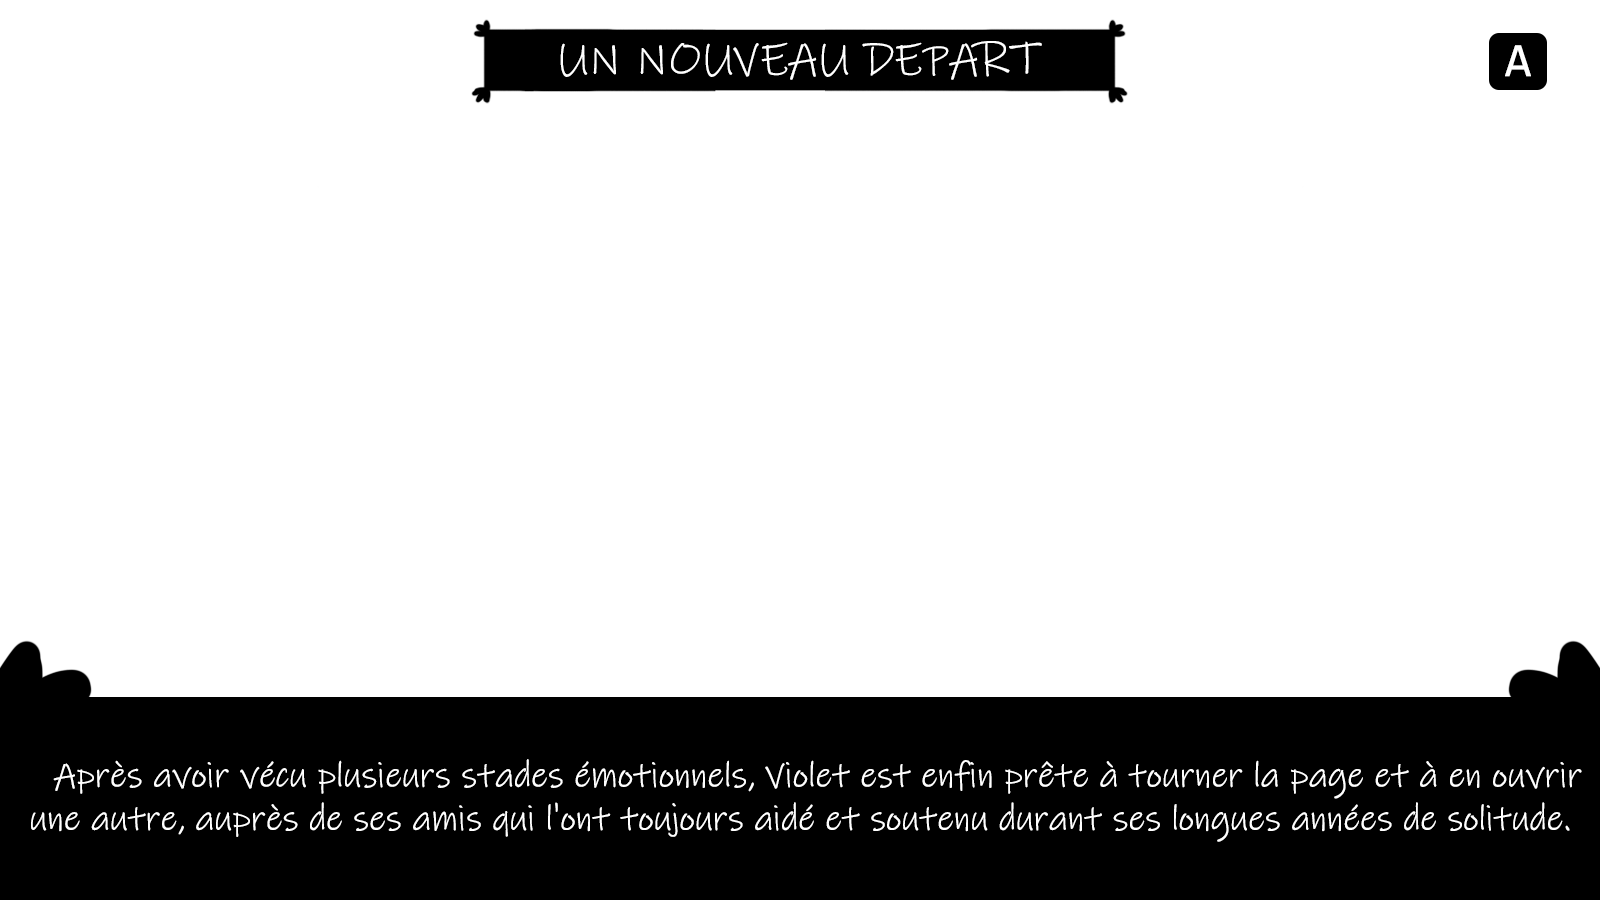 UN NOUVEAU DEPART
A
Après avoir vécu plusieurs stades émotionnels, Violet est enfin prête à tourner la page et à en ouvrir
une autre, auprès de ses amis qui l'ont toujours aidé et soutenu durant ses longues années de solitude.